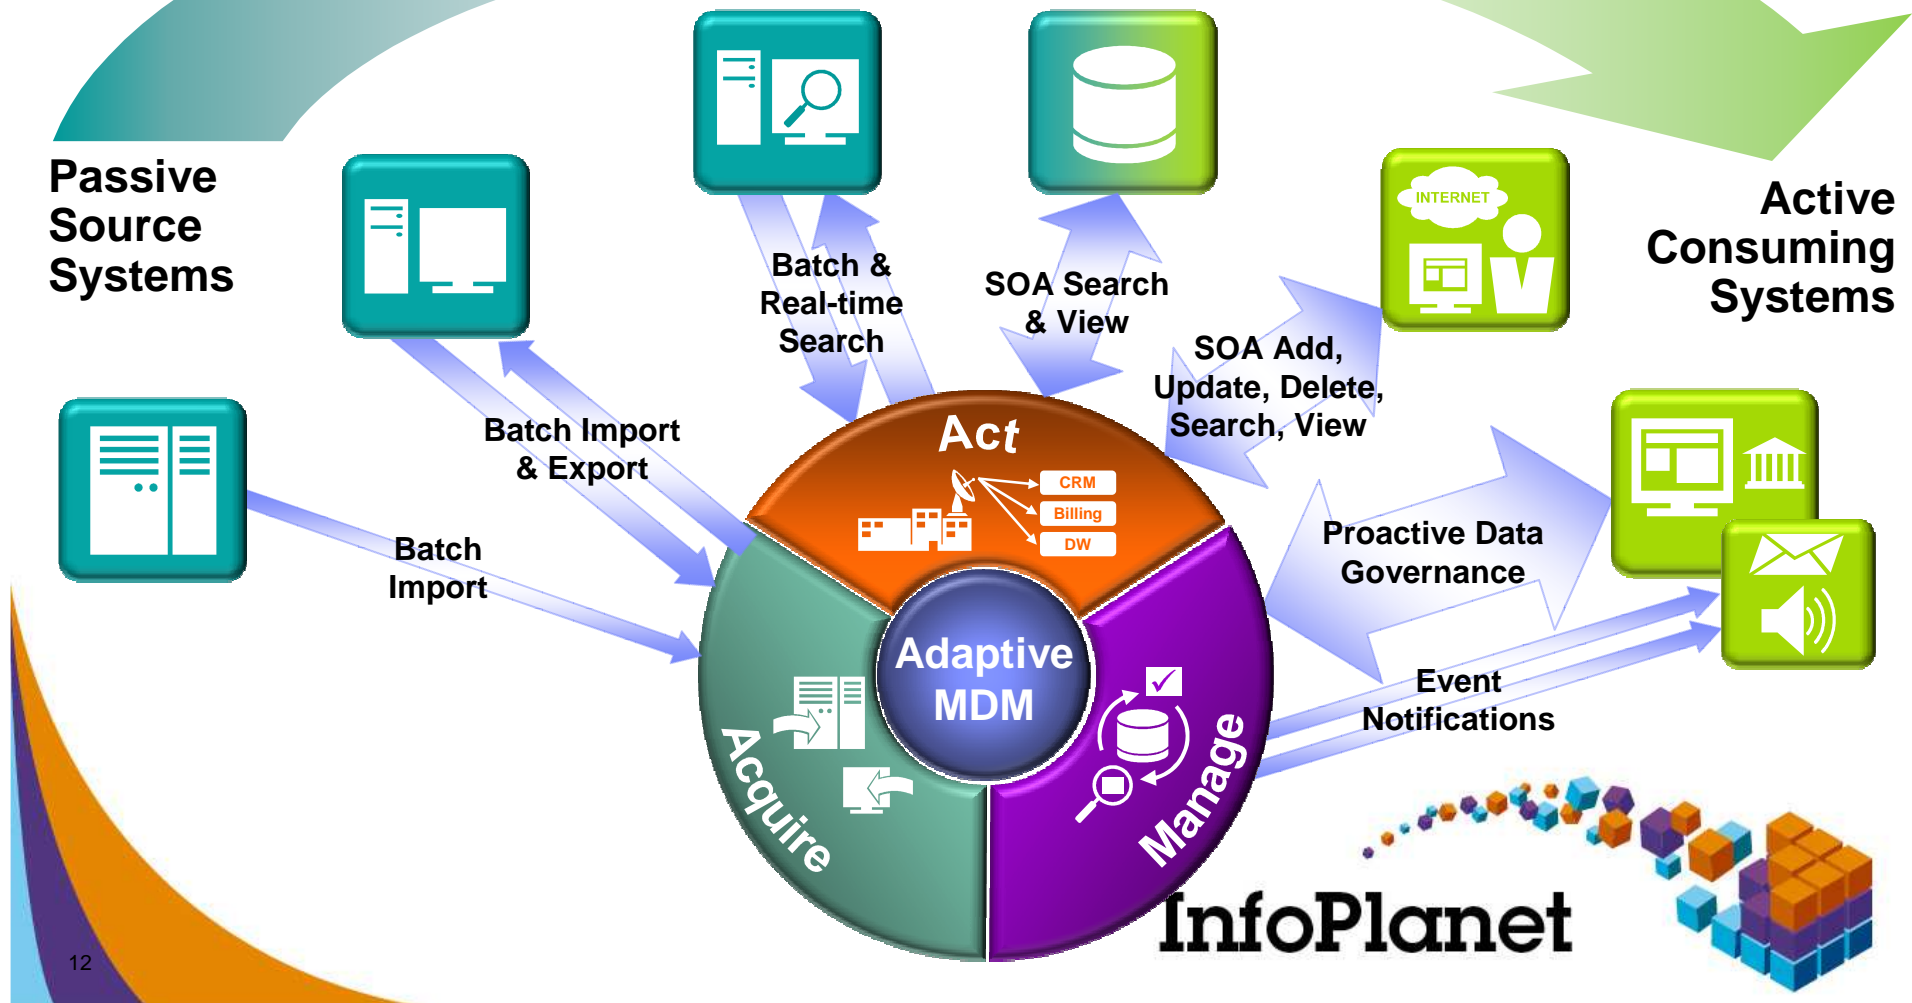 Passive
Source
Systems
Active
Consuming
Systems
INTERNET
Batch &
Real-time
Search
SOA Search
& View
SOA Add,
Update, Delete,
Search, View
Batch Import
& Export
Batch
Import
Proactive Data
Governance
Event
Notifications
Act
CRM
Billing
DW
Adaptive
MDM
Acquire
Manage
InfoPlanet
12